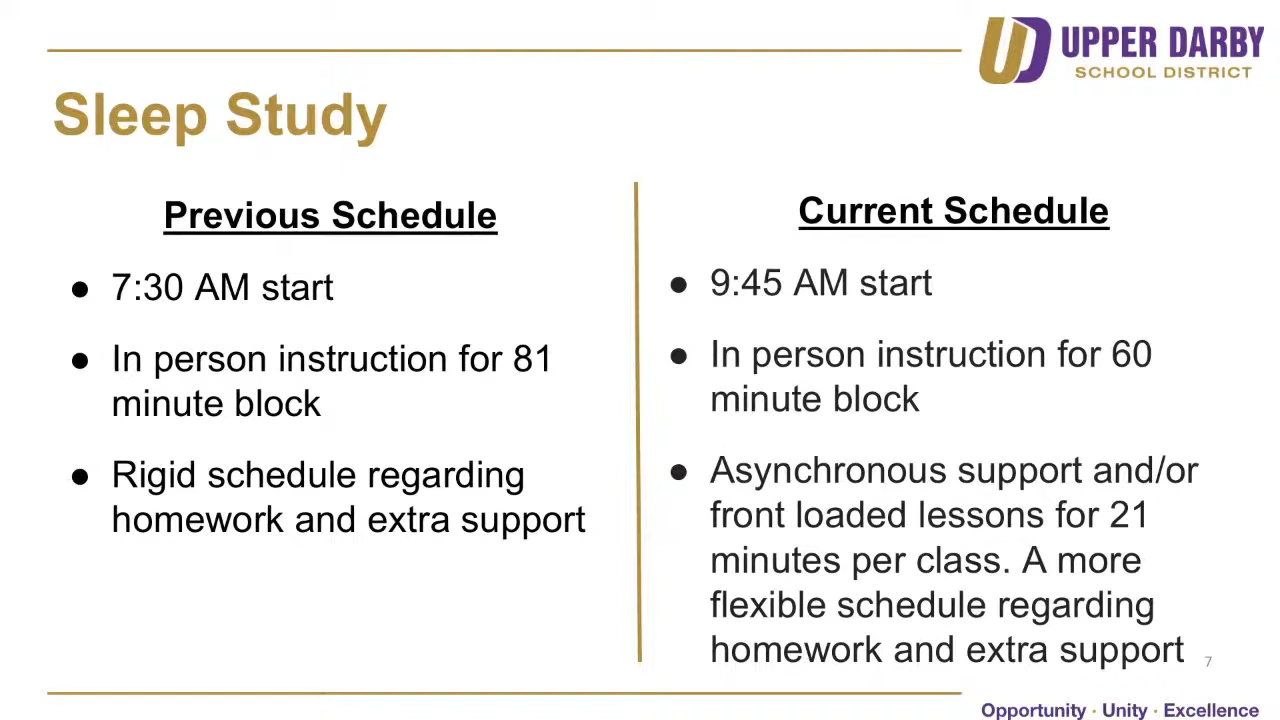 UPPER DARBY
SCHOOL DISTRICT
Sleep Study
Previous Schedule
● 7:30 AM start
● In person instruction for 81
minute block
● Rigid schedule regarding
homework and extra support
Current Schedule
● 9:45 AM start
● In person instruction for 60
minute block
● Asynchronous support and/or
front loaded lessons for 21
minutes per class. A more
flexible schedule regarding
homework and extra support
7
Opportunity · Unity · Excellence